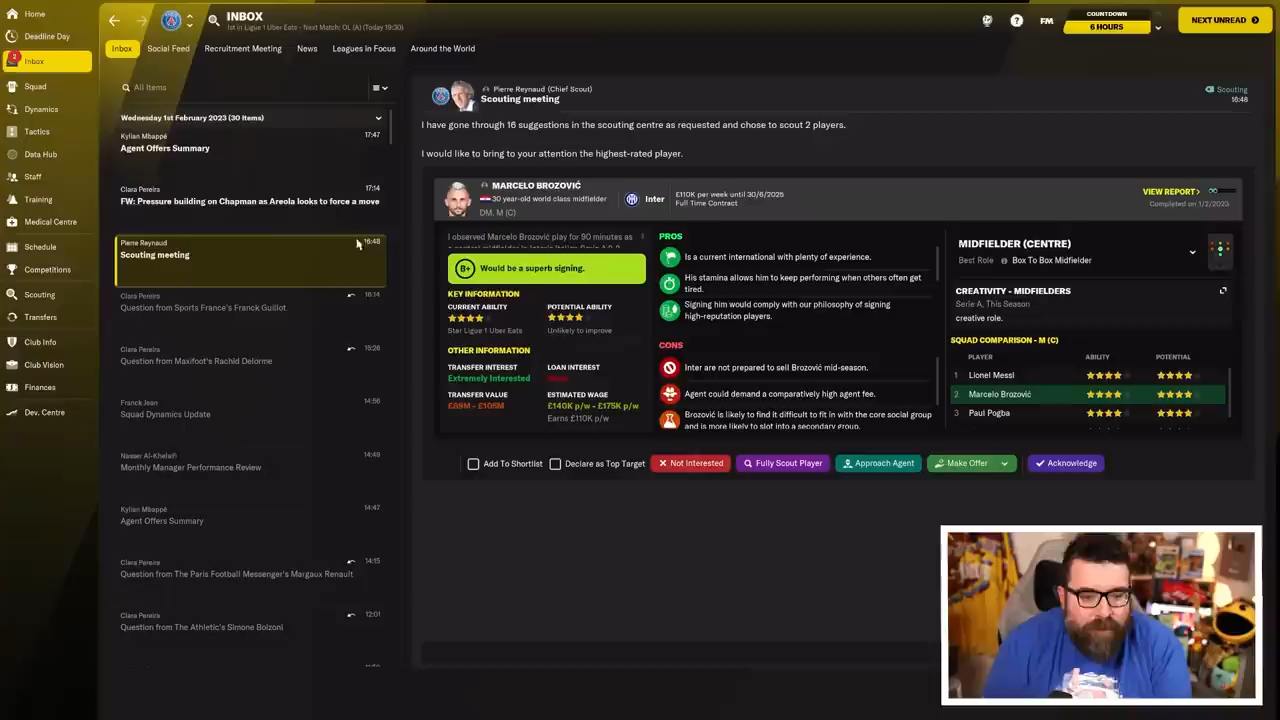 Home
Deadline Day
Inbox
Squad
Dynamics
Tactics
Data Hub
Staff
Training
Medical Centre
Schedule
Competitions
Scouting
Transfers
Club Info
Club Vision
Finances
Dev. Centre
INBOX
1st in Ligue 1 Uber Eats - Next Match: OL (A) (Today 19:30)
FM
COUNTDOWN
6 HOURS
NEXT UNREAD
Inbox
Social Feed
Recruitment Meeting
News
Leagues in Focus
Around the World
All Items
Wednesday 1st February 2023 (30 Items)
Kylian Mbappé
17:47
Agent Offers Summary
Clara Pereira
17:14
FW: Pressure building on Chapman as Areola looks to force a move
Pierre Reynaud
16:48
Scouting meeting
Clara Pereira
16:14
Question from Sports France's Franck Guillot
Clara Pereira
15:26
Question from Maxifoot's Rachid Delorme
Franck Jean
14:56
Squad Dynamics Update
Nasser Al-Khelaïfi
14:49
Monthly Manager Performance Review
Kylian Mbappé
14:47
Agent Offers Summary
Clara Pereira
14:15
Question from The Paris Football Messenger's Margaux Renault
Clara Pereira
12:01
Question from The Athletic's Simone Bolzoni
Pierre Reynaud (Chief Scout)
Scouting meeting
Scouting
16:48
I have gone through 16 suggestions in the scouting centre as requested and chose to scout 2 players.
I would like to bring to your attention the highest-rated player.
MARCELO BROZOVIĆ
30 year-old world class midfielder
DM, M (C)
Inter
£110K per week until 30/6/2025
Full Time Contract
VIEW REPORT
Completed on 1/2/2023
I observed Marcelo Brozović play for 90 minutes as
B+
Would be a superb signing.
KEY INFORMATION
CURRENT ABILITY
POTENTIAL ABILITY
Star Ligue 1 Uber Eats
Unlikely to improve
OTHER INFORMATION
TRANSFER INTEREST
LOAN INTEREST
Extremely Interested
None
TRANSFER VALUE
ESTIMATED WAGE
£89M - £105M
£140K p/w - £175K p/w
Earns £110K p/w
PROS
Is a current international with plenty of experience.
His stamina allows him to keep performing when others often get
tired.
Signing him would comply with our philosophy of signing
high-reputation players.
CONS
Inter are not prepared to sell Brozović mid-season.
Agent could demand a comparatively high agent fee.
Brozović is likely to find it difficult to fit in with the core social group
and is more likely to slot into a secondary group.
MIDFIELDER (CENTRE)
Best Role
Box To Box Midfielder
CREATIVITY - MIDFIELDERS
Serie A, This Season
creative role.
SQUAD COMPARISON - M (C)
PLAYER
ABILITY
POTENTIAL
1
Lionel Messi
2
Marcelo Brozović
3
Paul Pogba
Add To Shortlist
Declare as Top Target
Not Interested
Fully Scout Player
Approach Agent
Make Offer
Acknowledge